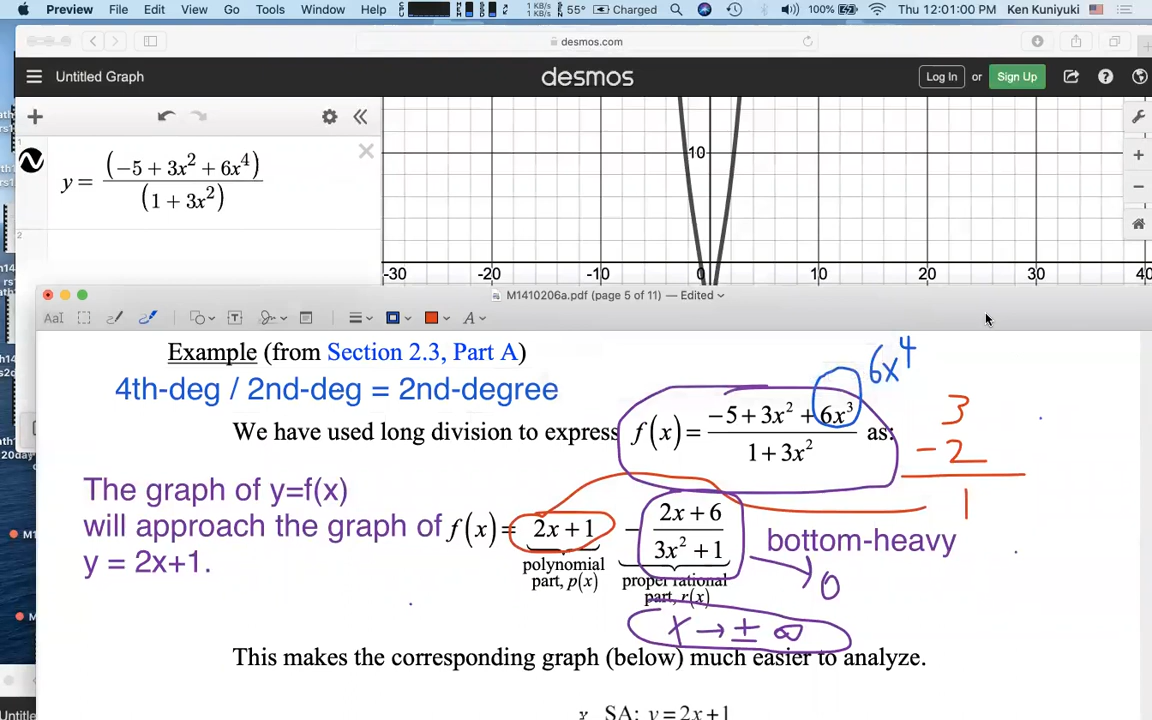 Preview File Edit View Go Tools Window Help 1 KB/s 1 KB/s 55° Charged 100% Thu 12:01:00 PM Ken Kuniyuki
desmos.com
Untitled Graph desmos Log In or Sign Up
1
y = (−5 + 3x² + 6x⁴) / (1 + 3x²)
2
10
-30 -20 -10 0 10 20 30 40
M1410206a.pdf (page 5 of 11) — Edited
Example (from Section 2.3, Part A)
6x⁴
4th-deg / 2nd-deg = 2nd-degree
We have used long division to express f(x) = (−5 + 3x² + 6x³) / (1 + 3x²) as:
3
− 2
1
The graph of y=f(x)
will approach the graph of
y = 2x+1.
f(x) = 2x + 1 − (2x + 6) / (3x² + 1)
bottom-heavy
0
polynomial
part, p(x)
proper rational
part, r(x)
x → ± ∞
This makes the corresponding graph (below) much easier to analyze.
y SA: y = 2x + 1